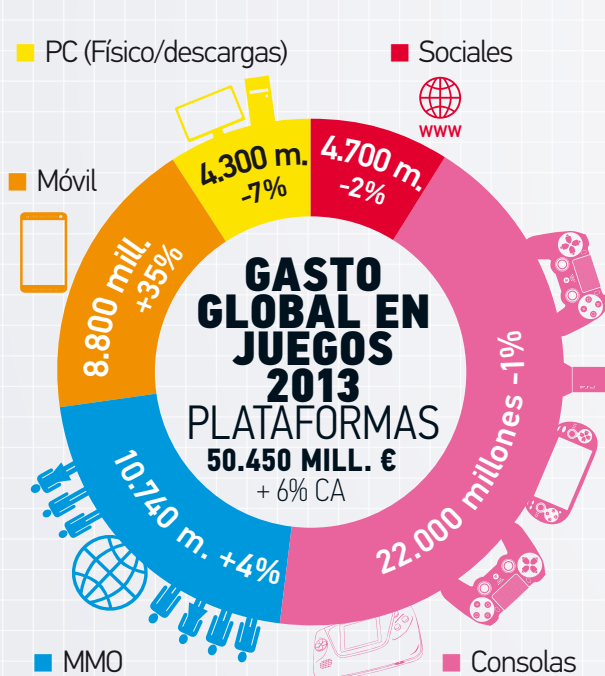 PC (Físico/descargas)
Sociales
www
4.300 m.
-7%
4.700 m.
-2%
Móvil
8.800 mill.
+35%
GASTO
GLOBAL EN
JUEGOS
2013
PLATAFORMAS
50.450 MILL. €
+ 6% CA
22.000 millones -1%
10.740 m. +4%
MMO
Consolas